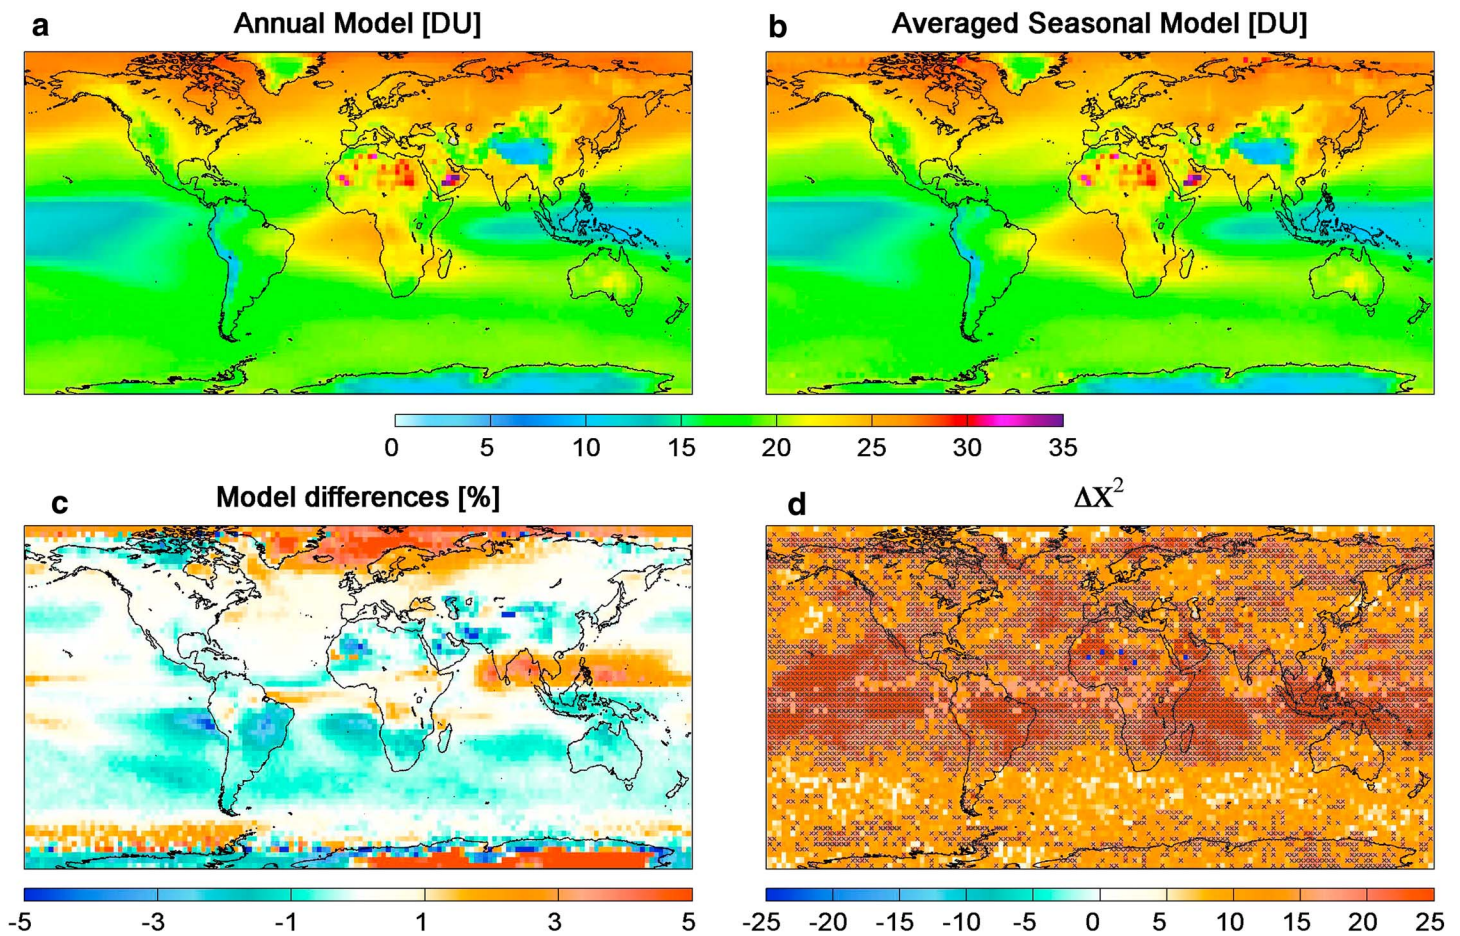 a Annual Model [DU]
b Averaged Seasonal Model [DU]
0 5 10 15 20 25 30 35
c Model differences [%]
d ΔX²
-5 -3 -1 1 3 5
-25 -20 -15 -10 -5 0 5 10 15 20 25